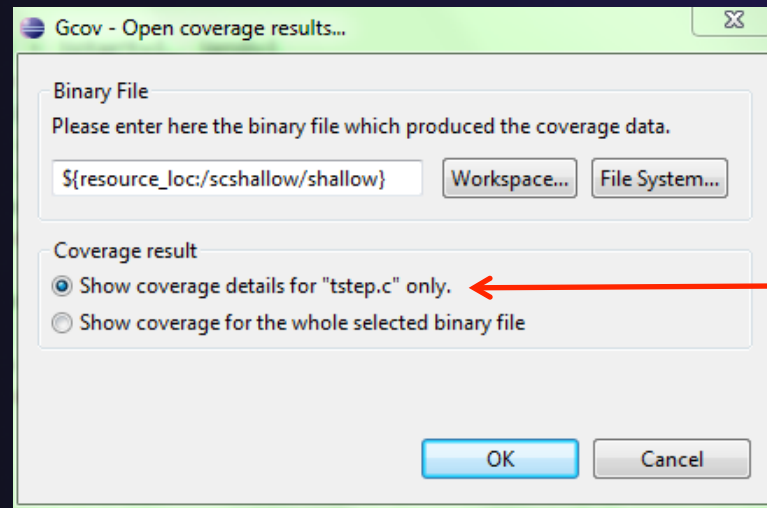 Gcov - Open coverage results...
Binary File
Please enter here the binary file which produced the coverage data.
${resource_loc:/scshallow/shallow} Workspace... File System...
Coverage result
Show coverage details for "tstep.c" only.
Show coverage for the whole selected binary file
OK Cancel